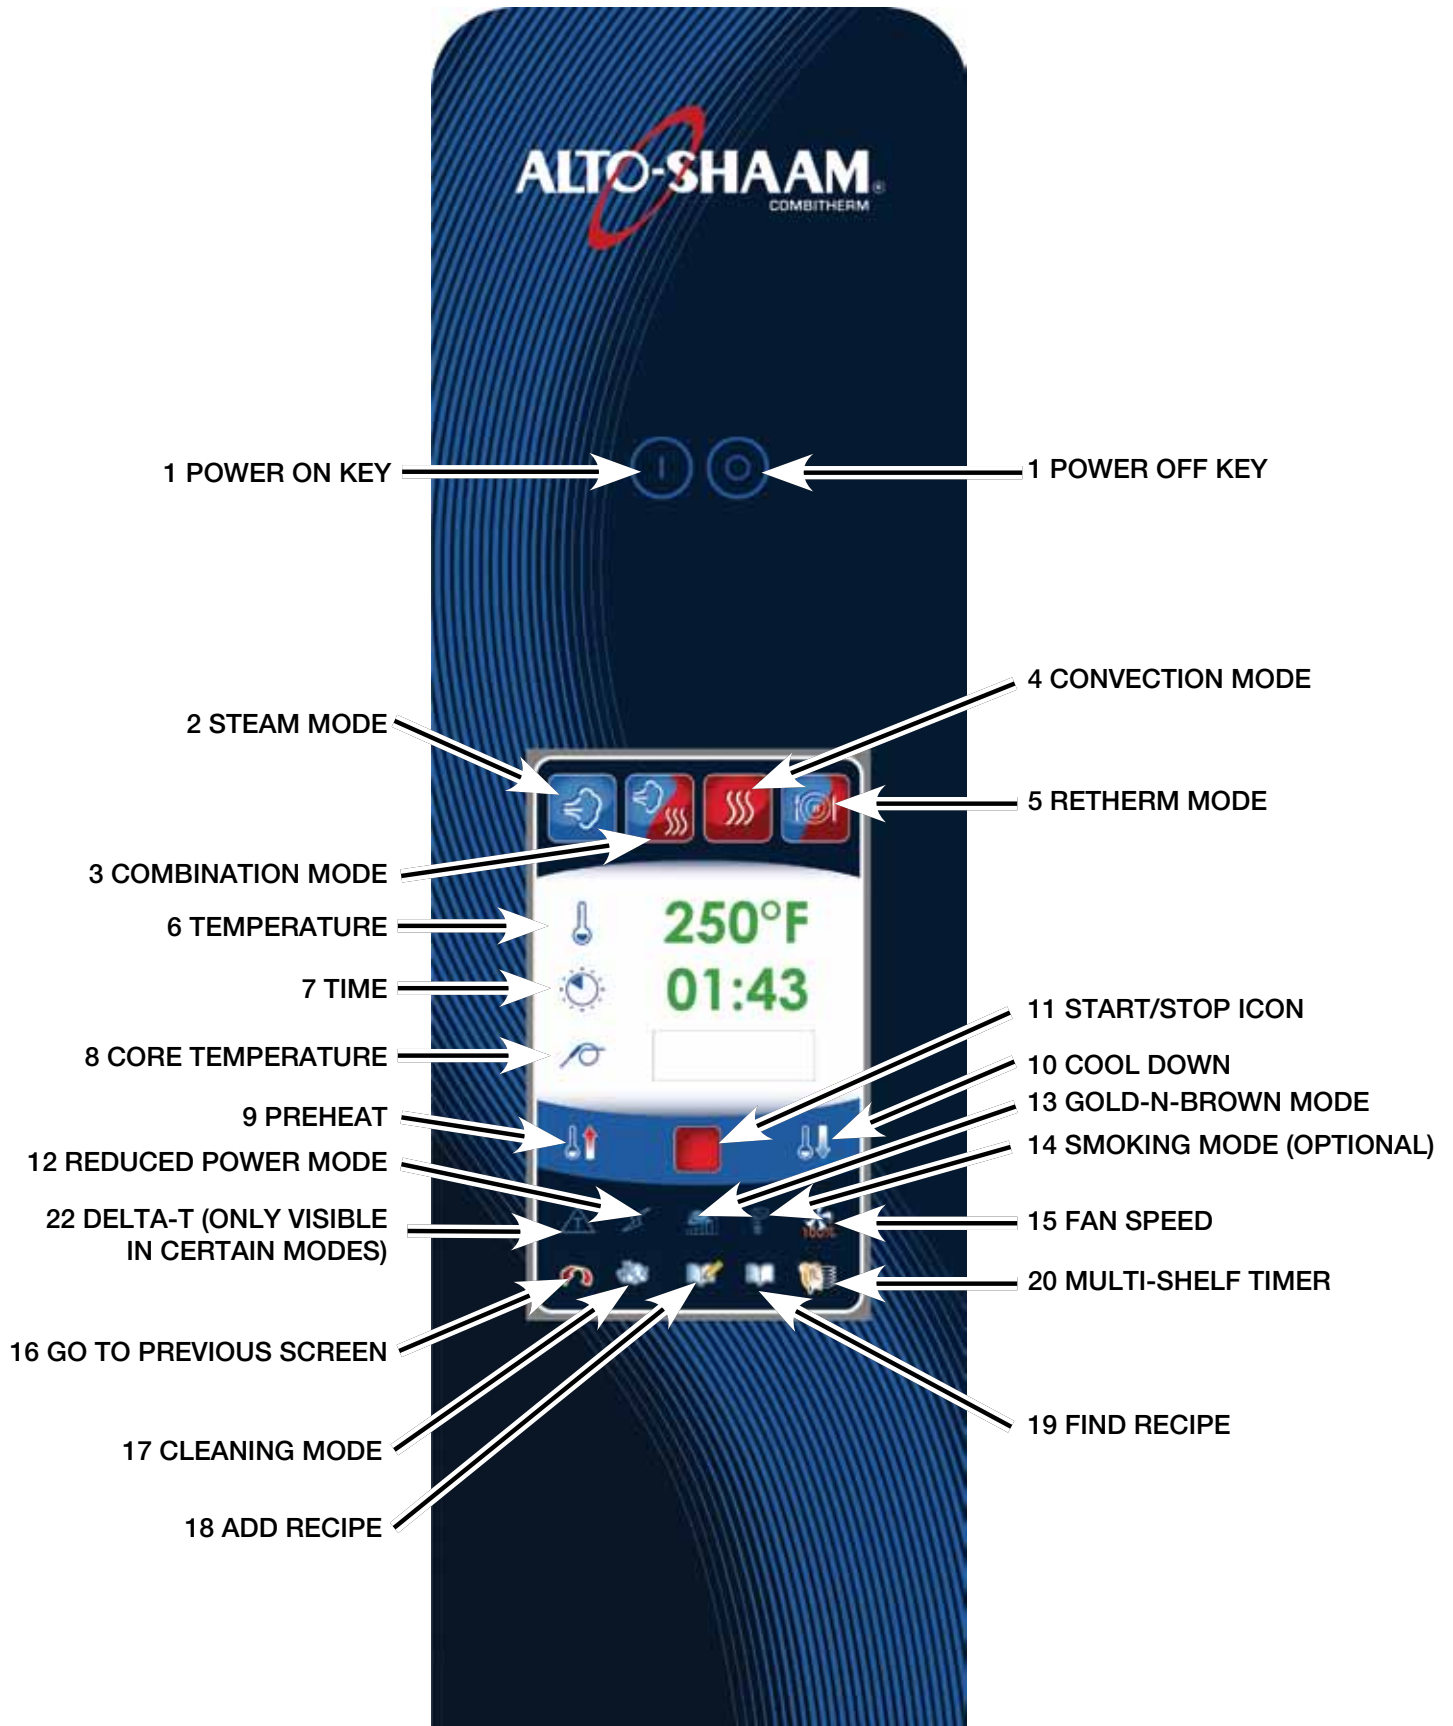 ALTO-SHAAM®
COMBITHERM
1 POWER ON KEY
1 POWER OFF KEY
4 CONVECTION MODE
2 STEAM MODE
5 RETHERM MODE
3 COMBINATION MODE
6 TEMPERATURE
250°F
7 TIME
01:43
11 START/STOP ICON
8 CORE TEMPERATURE
10 COOL DOWN
13 GOLD-N-BROWN MODE
9 PREHEAT
14 SMOKING MODE (OPTIONAL)
12 REDUCED POWER MODE
22 DELTA-T (ONLY VISIBLE
IN CERTAIN MODES)
T
100%
15 FAN SPEED
20 MULTI-SHELF TIMER
16 GO TO PREVIOUS SCREEN
19 FIND RECIPE
17 CLEANING MODE
18 ADD RECIPE